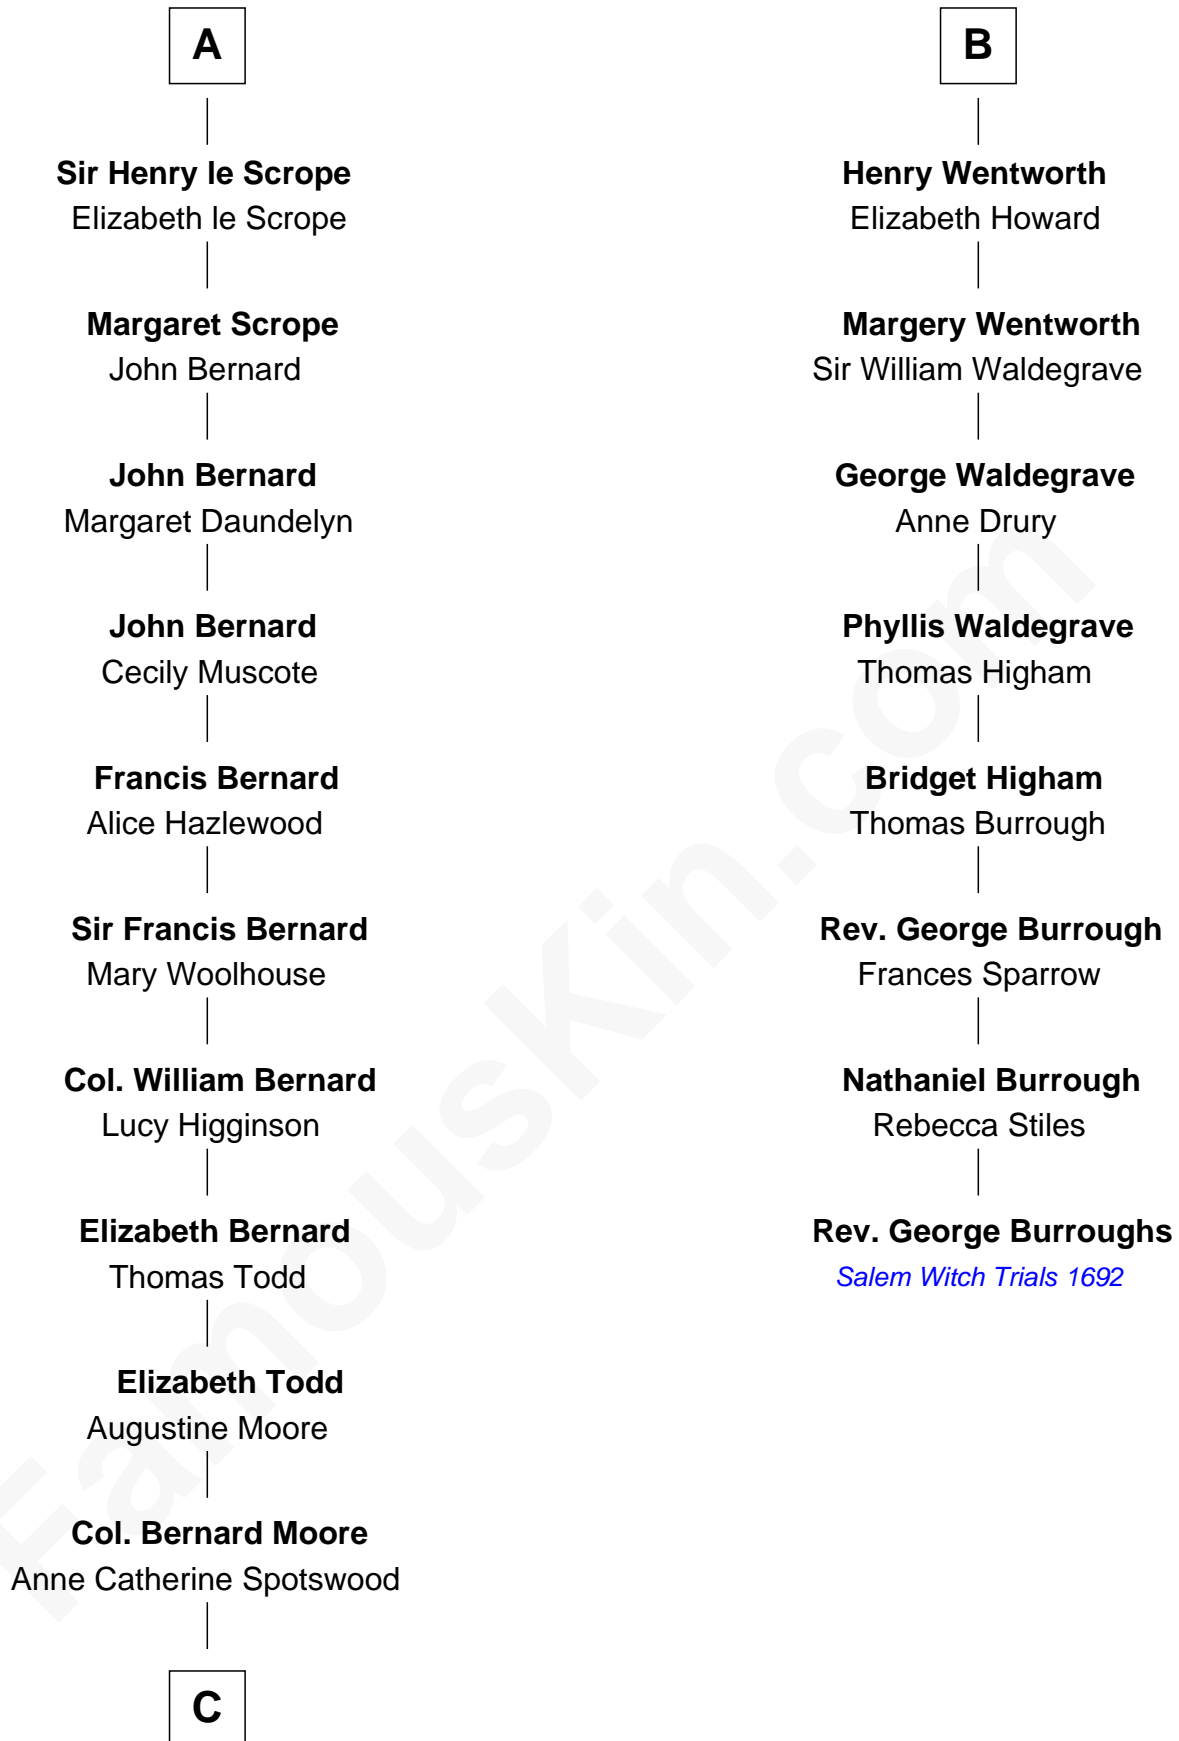 A
Sir Henry le Scrope
Elizabeth le Scrope
Margaret Scrope
John Bernard
John Bernard
Margaret Daundelyn
John Bernard
Cecily Muscote
Francis Bernard
Alice Hazlewood
Sir Francis Bernard
Mary Woolhouse
Col. William Bernard
Lucy Higginson
Elizabeth Bernard
Thomas Todd
Elizabeth Todd
Augustine Moore
Col. Bernard Moore
Anne Catherine Spotswood
C
B
Henry Wentworth
Elizabeth Howard
Margery Wentworth
Sir William Waldegrave
George Waldegrave
Anne Drury
Phyllis Waldegrave
Thomas Higham
Bridget Higham
Thomas Burrough
Rev. George Burrough
Frances Sparrow
Nathaniel Burrough
Rebecca Stiles
Rev. George Burroughs
Salem Witch Trials 1692
FamousKin.com